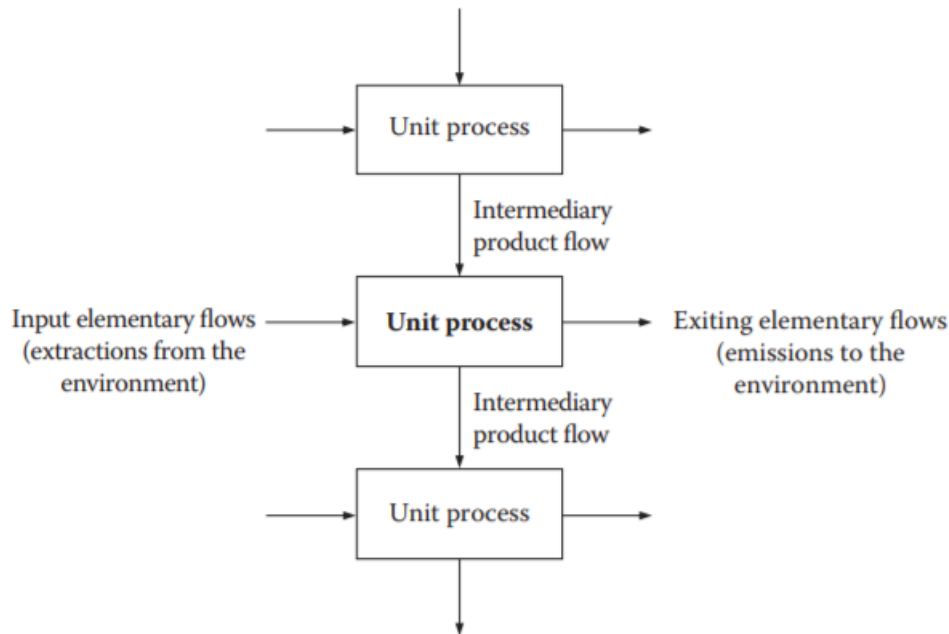 Unit process
Intermediary
product flow
Input elementary flows
(extractions from the
environment)
Unit process
Exiting elementary flows
(emissions to the
environment)
Intermediary
product flow
Unit process